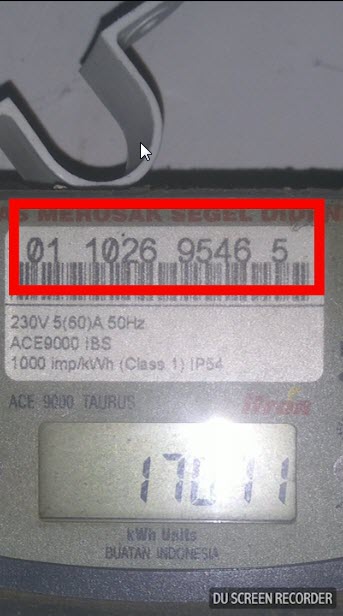 MERUSAK SEGEL
01 1026 9546 5
230V 5(60)A 50Hz
ACE9000 IBS
1000 imp/kWh (Class 1) IP54
ACE 9000 TAURUS
Itron
kWh Units
BUATAN INDONESIA
DU SCREEN RECORDER